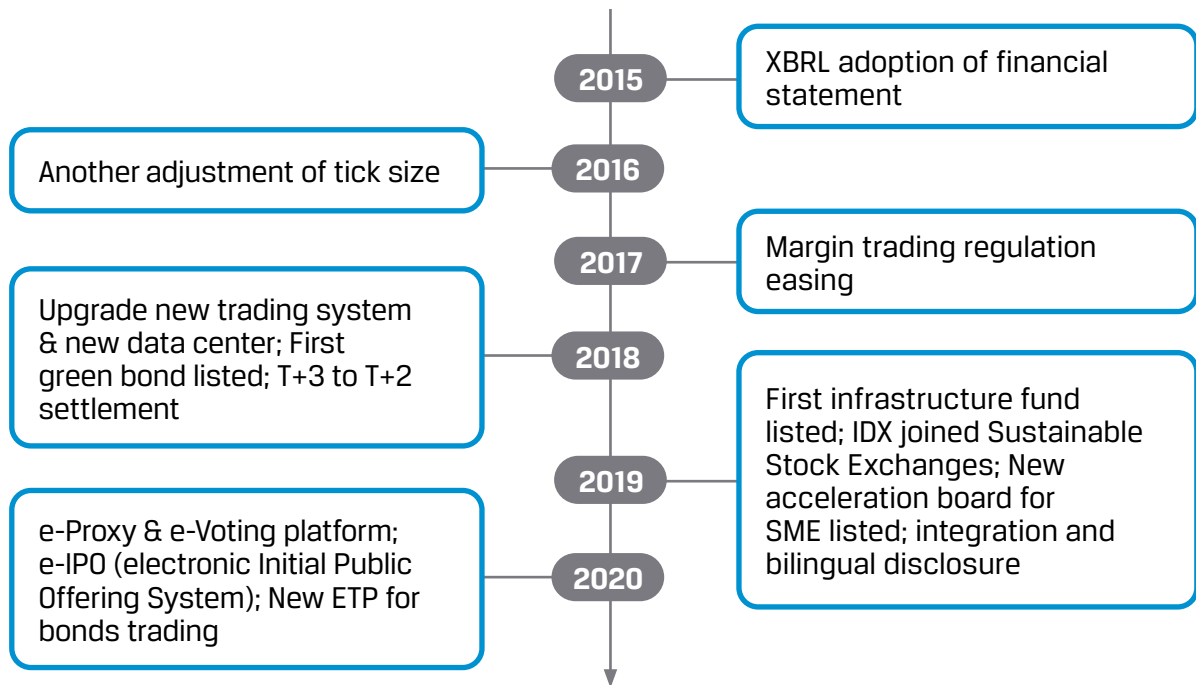 2015
XBRL adoption of financial
statement
Another adjustment of tick size
2016
2017
Margin trading regulation
easing
Upgrade new trading system
& new data center; First
green bond listed; T+3 to T+2
settlement
2018
2019
First infrastructure fund
listed; IDX joined Sustainable
Stock Exchanges; New
acceleration board for
SME listed; integration and
bilingual disclosure
e-Proxy & e-Voting platform;
e-IPO (electronic Initial Public
Offering System); New ETP for
bonds trading
2020